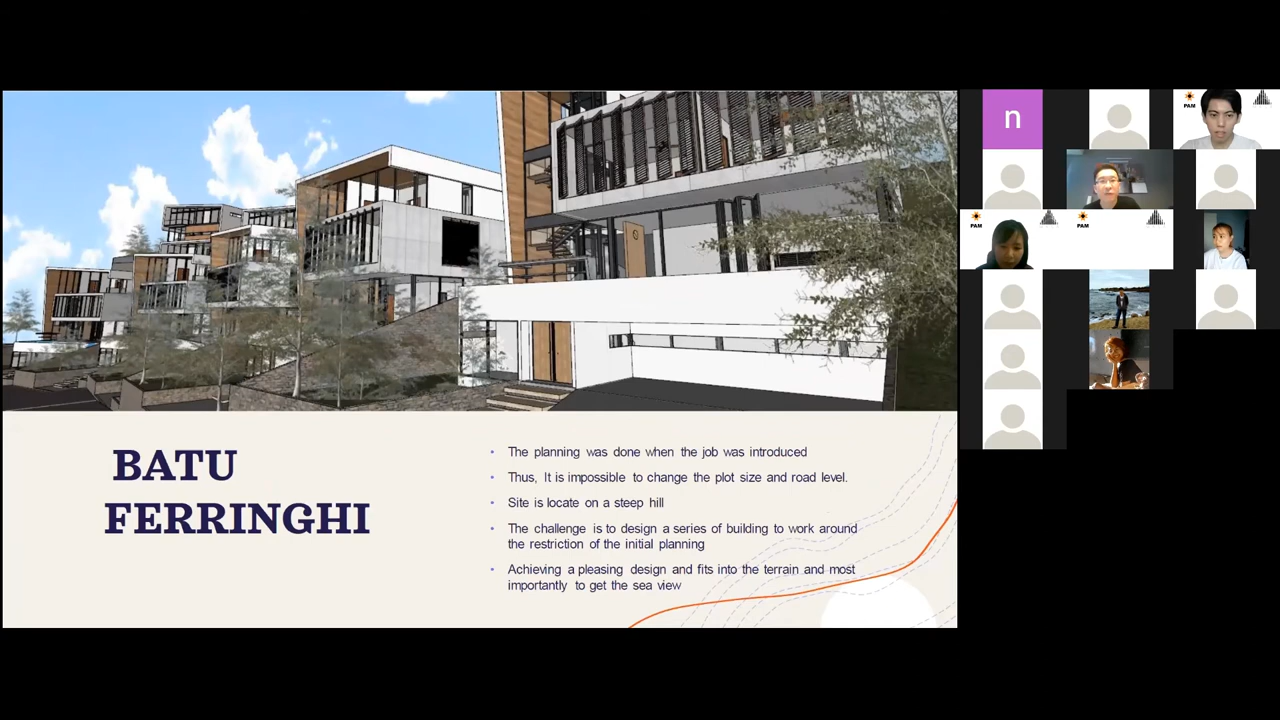 BATU
FERRINGHI
The planning was done when the job was introduced
Thus, It is impossible to change the plot size and road level.
Site is locate on a steep hill
The challenge is to design a series of building to work around
the restriction of the initial planning
Achieving a pleasing design and fits into the terrain and most
importantly to get the sea view
n
PAM
PAM
PAM